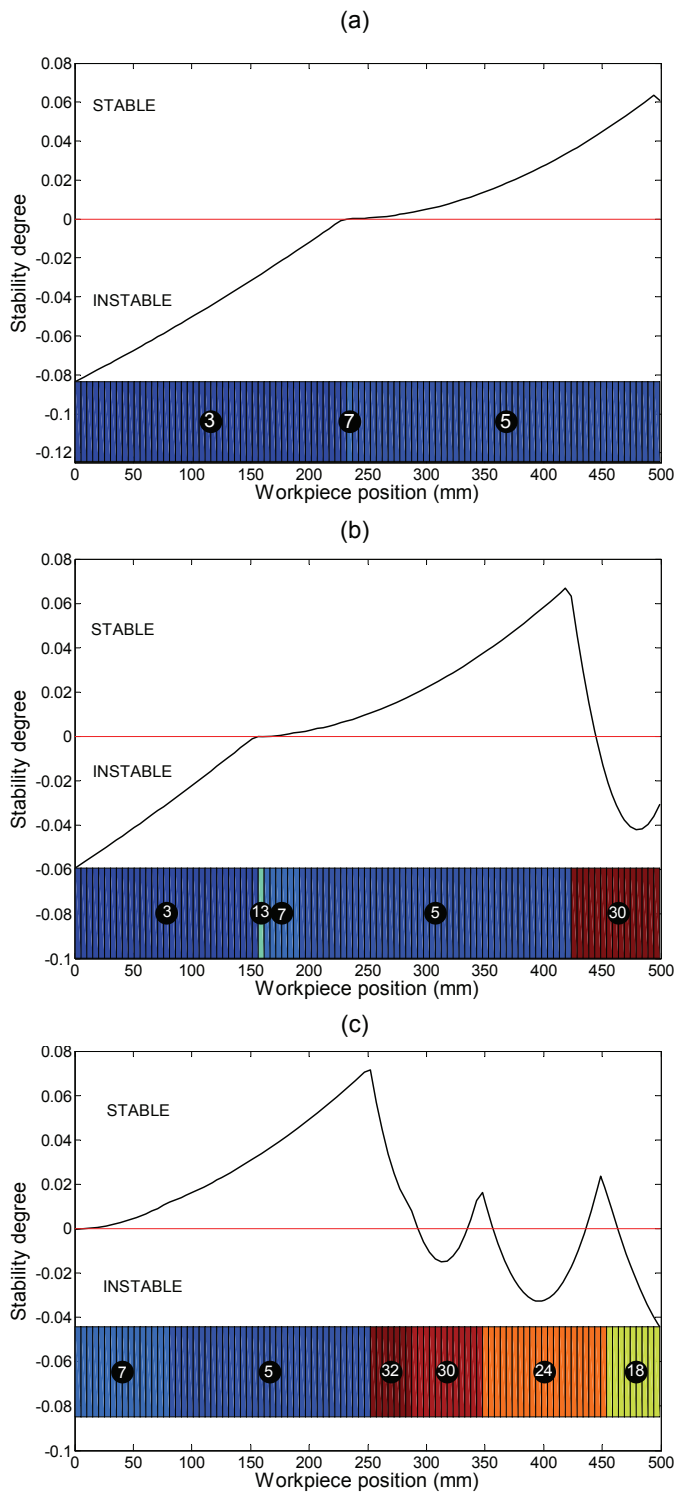 (a)
0.08
0.06
STABLE
0.04
0.02
0
-0.02
INSTABLE
-0.04
-0.06
-0.08
-0.1
-0.12
Stability degree
3 7 5
0 50 100 150 200 250 300 350 400 450 500
Workpiece position (mm)
(b)
0.08
0.06
STABLE
0.04
0.02
0
INSTABLE
-0.02
-0.04
-0.06
-0.08
-0.1
Stability degree
3 13 7 5 30
0 50 100 150 200 250 300 350 400 450 500
Workpiece position (mm)
(c)
0.08
0.06
STABLE
0.04
0.02
0
-0.02
INSTABLE
-0.04
-0.06
-0.08
-0.1
Stability degree
7 5 32 30 24 18
0 50 100 150 200 250 300 350 400 450 500
Workpiece position (mm)